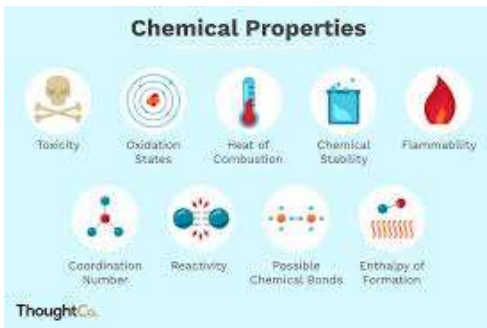 Chemical Properties
Toxicity
Oxidation
States
Heat of
Combustion
Chemical
Stability
Flammability
Coordination
Number
Reactivity
Possible
Chemical Bonds
Enthalpy of
Formation
ThoughtCo.